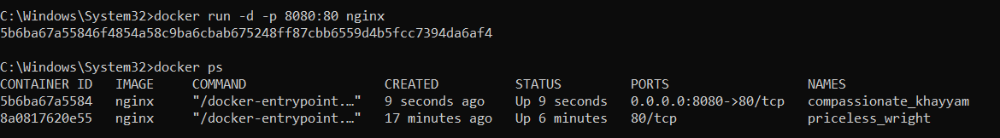 C:\Windows\System32>docker run -d -p 8080:80 nginx
5b6ba67a55846f4854a58c9ba6cbab675248ff87cbb6559d4b5fcc7394da6af4
C:\Windows\System32>docker ps
CONTAINER ID   IMAGE     COMMAND                  CREATED          STATUS         PORTS                  NAMES
5b6ba67a5584   nginx     "/docker-entrypoint.…"   9 seconds ago    Up 9 seconds   0.0.0.0:8080->80/tcp   compassionate_khayyam
8a0817620e55   nginx     "/docker-entrypoint.…"   17 minutes ago   Up 6 minutes   80/tcp                 priceless_wright